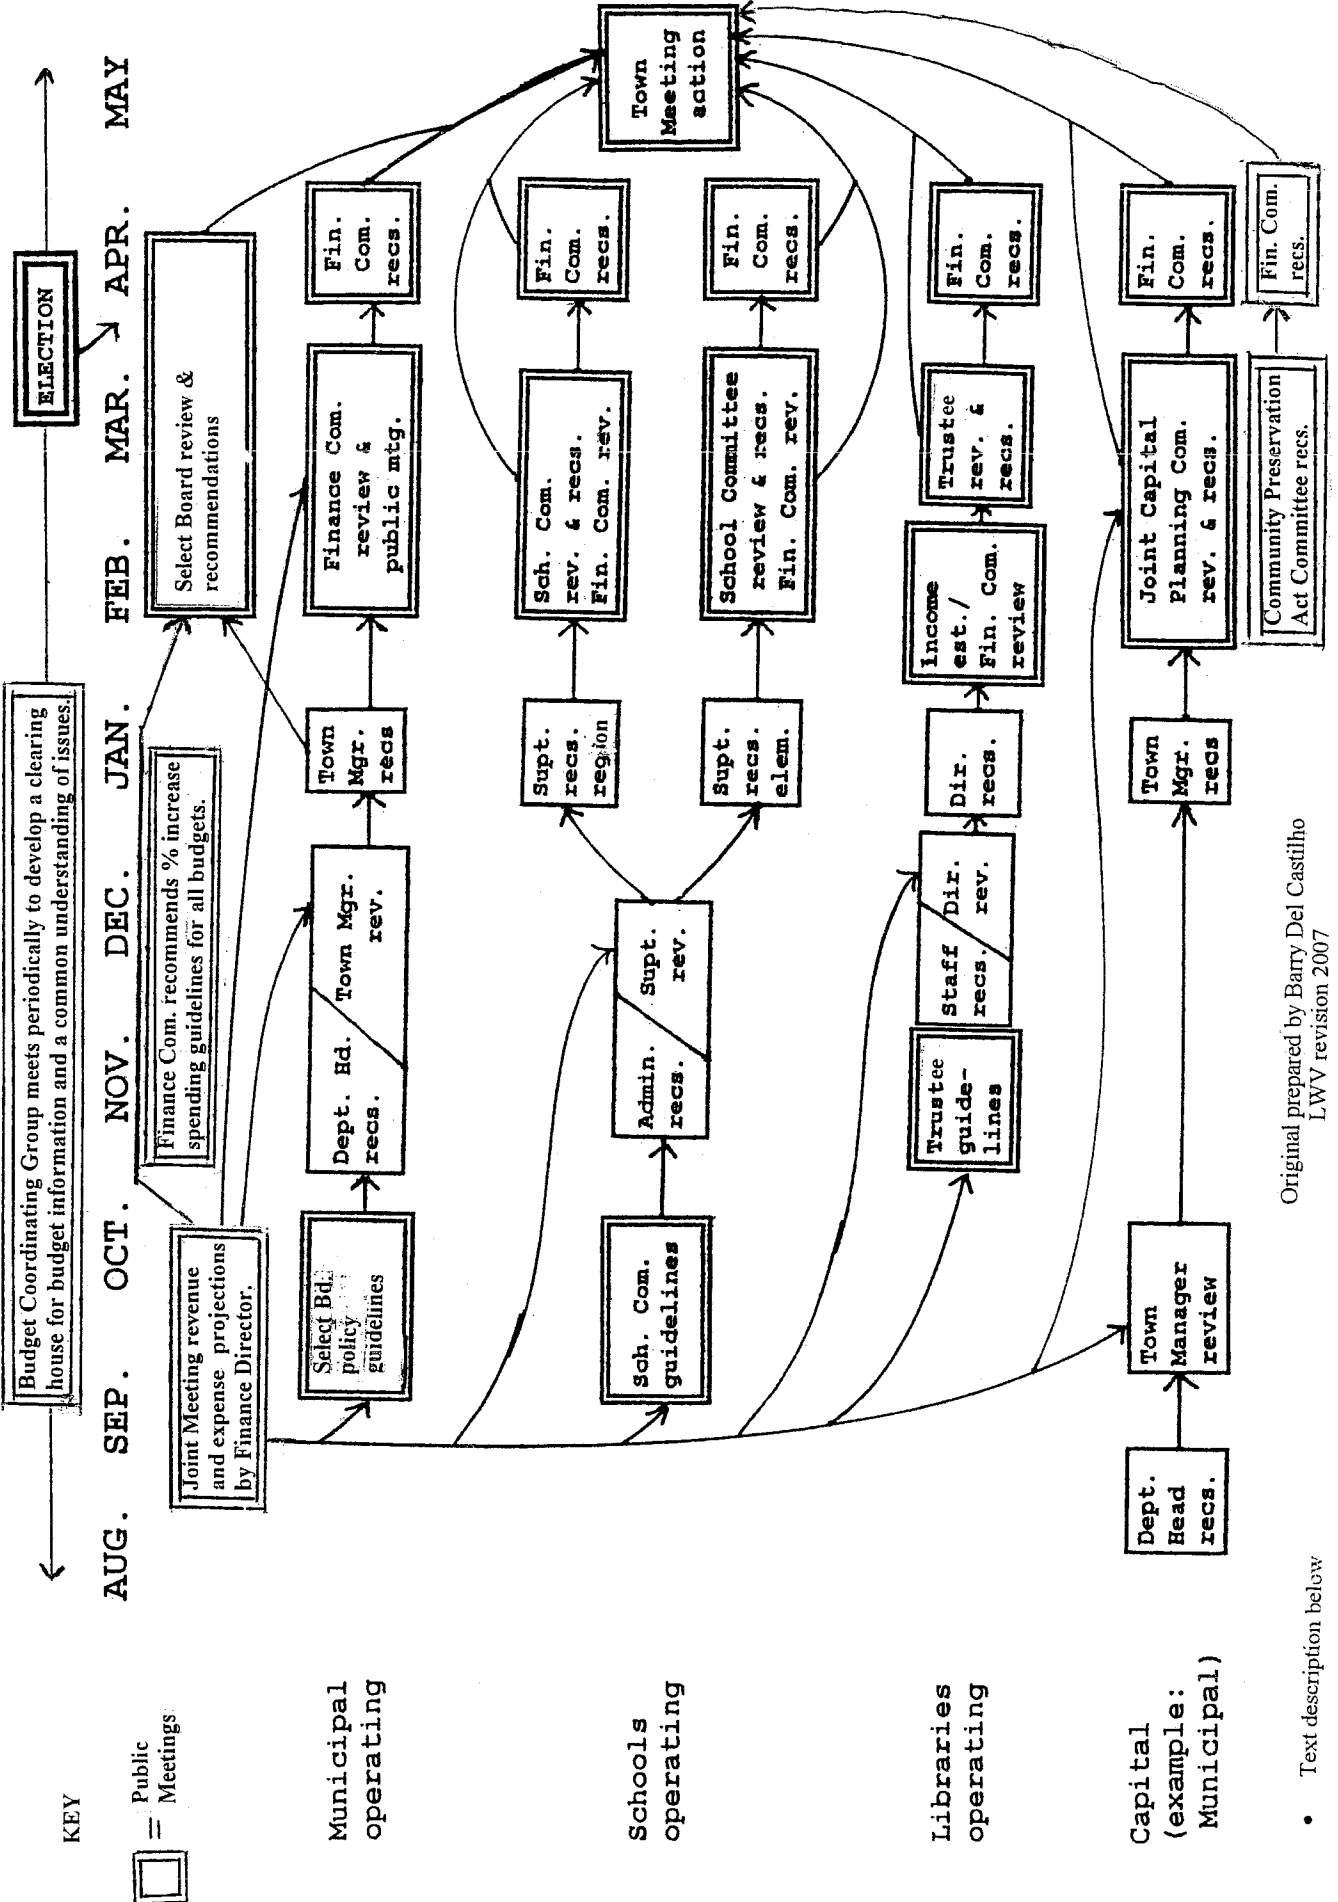 Budget Coordinating Group meets periodically to develop a clearing
house for budget information and a common understanding of issues.
ELECTION
KEY
AUG. SEP. OCT. NOV. DEC. JAN. FEB. MAR. APR. MAY
= Public
Meetings
Joint Meeting revenue
and expense projections
by Finance Director.
Finance Com. recommends % increase
spending guidelines for all budgets.
Select Board review &
recommendations
Municipal
operating
Select Bd.
policy
guidelines
Dept. Hd.
recs.
Town Mgr.
rev.
Town
Mgr.
recs
Finance Com.
review &
public mtg.
Fin.
Com.
recs.
Schools
operating
Sch. Com.
guidelines
Admin.
recs.
Supt.
rev.
Supt.
recs.
region
Sch. Com.
rev. & recs.
Fin. Com. rev.
Fin.
Com.
recs.
Supt.
recs.
elem.
School Committee
review & recs.
Fin. Com. rev.
Fin.
Com.
recs.
Town
Meeting
action
Libraries
operating
Trustee
guide-
lines
Staff
recs.
Dir.
rev.
Dir.
recs.
Income
est./
Fin. Com.
review
Trustee
rev. &
recs.
Fin.
Com.
recs.
Capital
(example:
Municipal)
Dept.
Head
recs.
Town
Manager
review
Town
Mgr.
recs
Joint Capital
Planning Com.
rev. & recs.
Fin.
Com.
recs.
Community Preservation
Act Committee recs.
Fin. Com.
recs.
• Text description below
Original prepared by Barry Del Castilho
LWV revision 2007